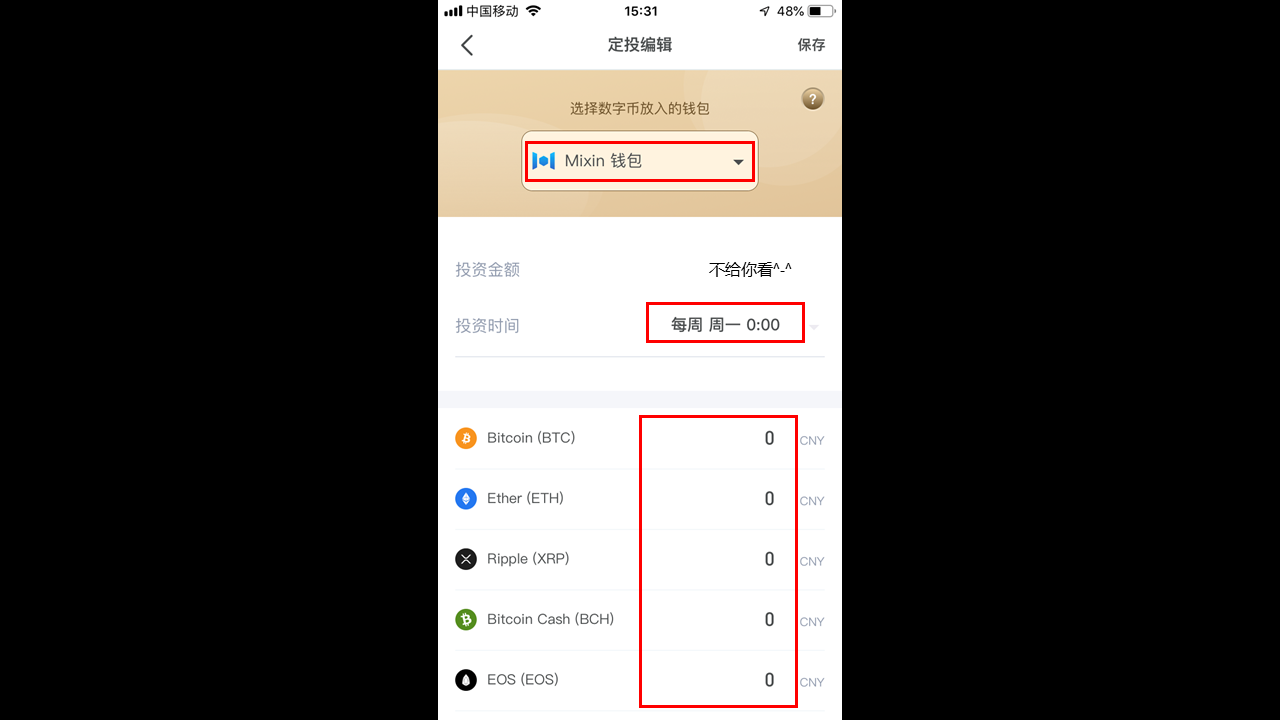 中国移动 15:31 48%
定投编辑 保存
选择数字币放入的钱包 ?
Mixin 钱包
投资金额 不给你看^-^
投资时间 每周 周一 0:00
Bitcoin (BTC) 0 CNY
Ether (ETH) 0 CNY
Ripple (XRP) 0 CNY
Bitcoin Cash (BCH) 0 CNY
EOS (EOS) 0 CNY